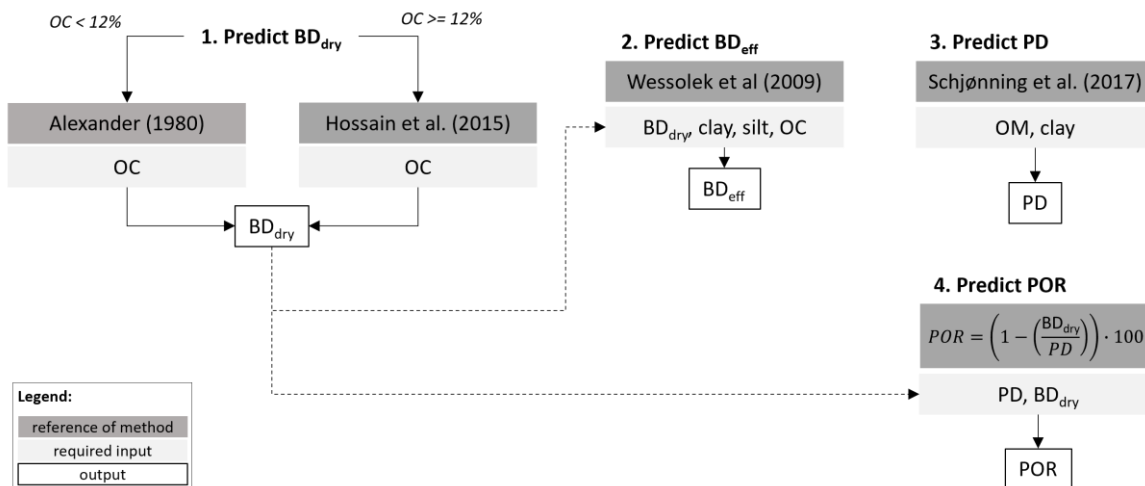 OC < 12%
OC >= 12%
1. Predict BDdry
Alexander (1980)
Hossain et al. (2015)
OC
OC
BDdry
2. Predict BDeff
Wessolek et al (2009)
BDdry, clay, silt, OC
BDeff
3. Predict PD
Schjønning et al. (2017)
OM, clay
PD
4. Predict POR
POR = (1 − (BDdry/PD)) · 100
PD, BDdry
POR
Legend:
reference of method
required input
output